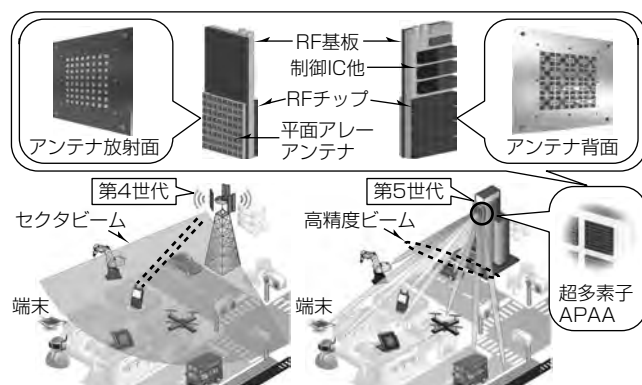 RF基板
制御IC他
RFチップ
平面アレー
アンテナ
アンテナ放射面
アンテナ背面
第4世代
セクタビーム
端末
第5世代
高精度ビーム
端末
超多素子
APAA